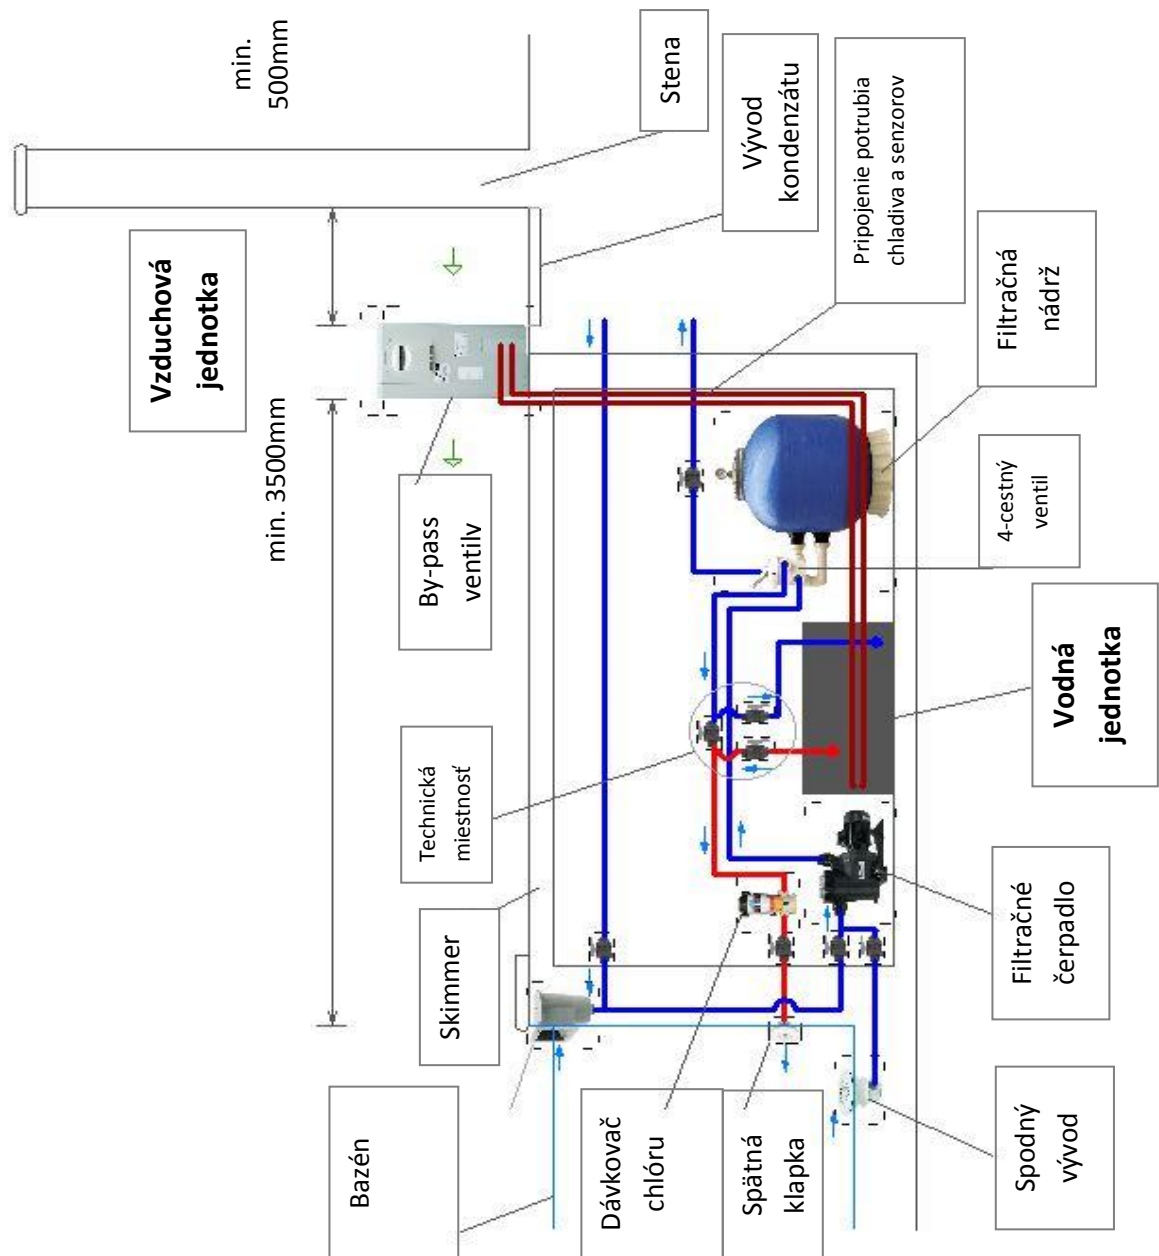 min.
500mm
min. 3500mm
Vzduchová
jednotka
Bazén
Skimmer
Technická
miestnosť
By-pass
ventilv
Stena
Vývod
kondenzátu
Pripojenie potrubia
chladiva a senzorov
Filtračná
nádrž
4-cestný
ventil
Vodná
jednotka
Filtračné
čerpadlo
Spodný
vývod
Spätná
klapka
Dávkovač
chlóru